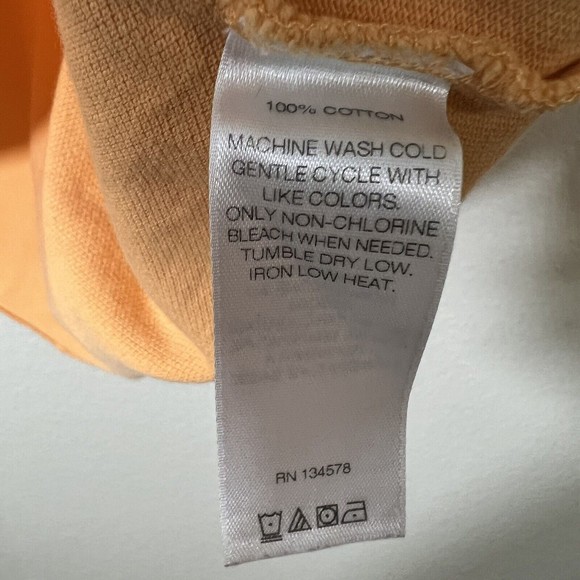 100% COTTON
MACHINE WASH COLD
GENTLE CYCLE WITH
LIKE COLORS.
ONLY NON-CHLORINE
BLEACH WHEN NEEDED.
TUMBLE DRY LOW.
IRON LOW HEAT.
RN 134578